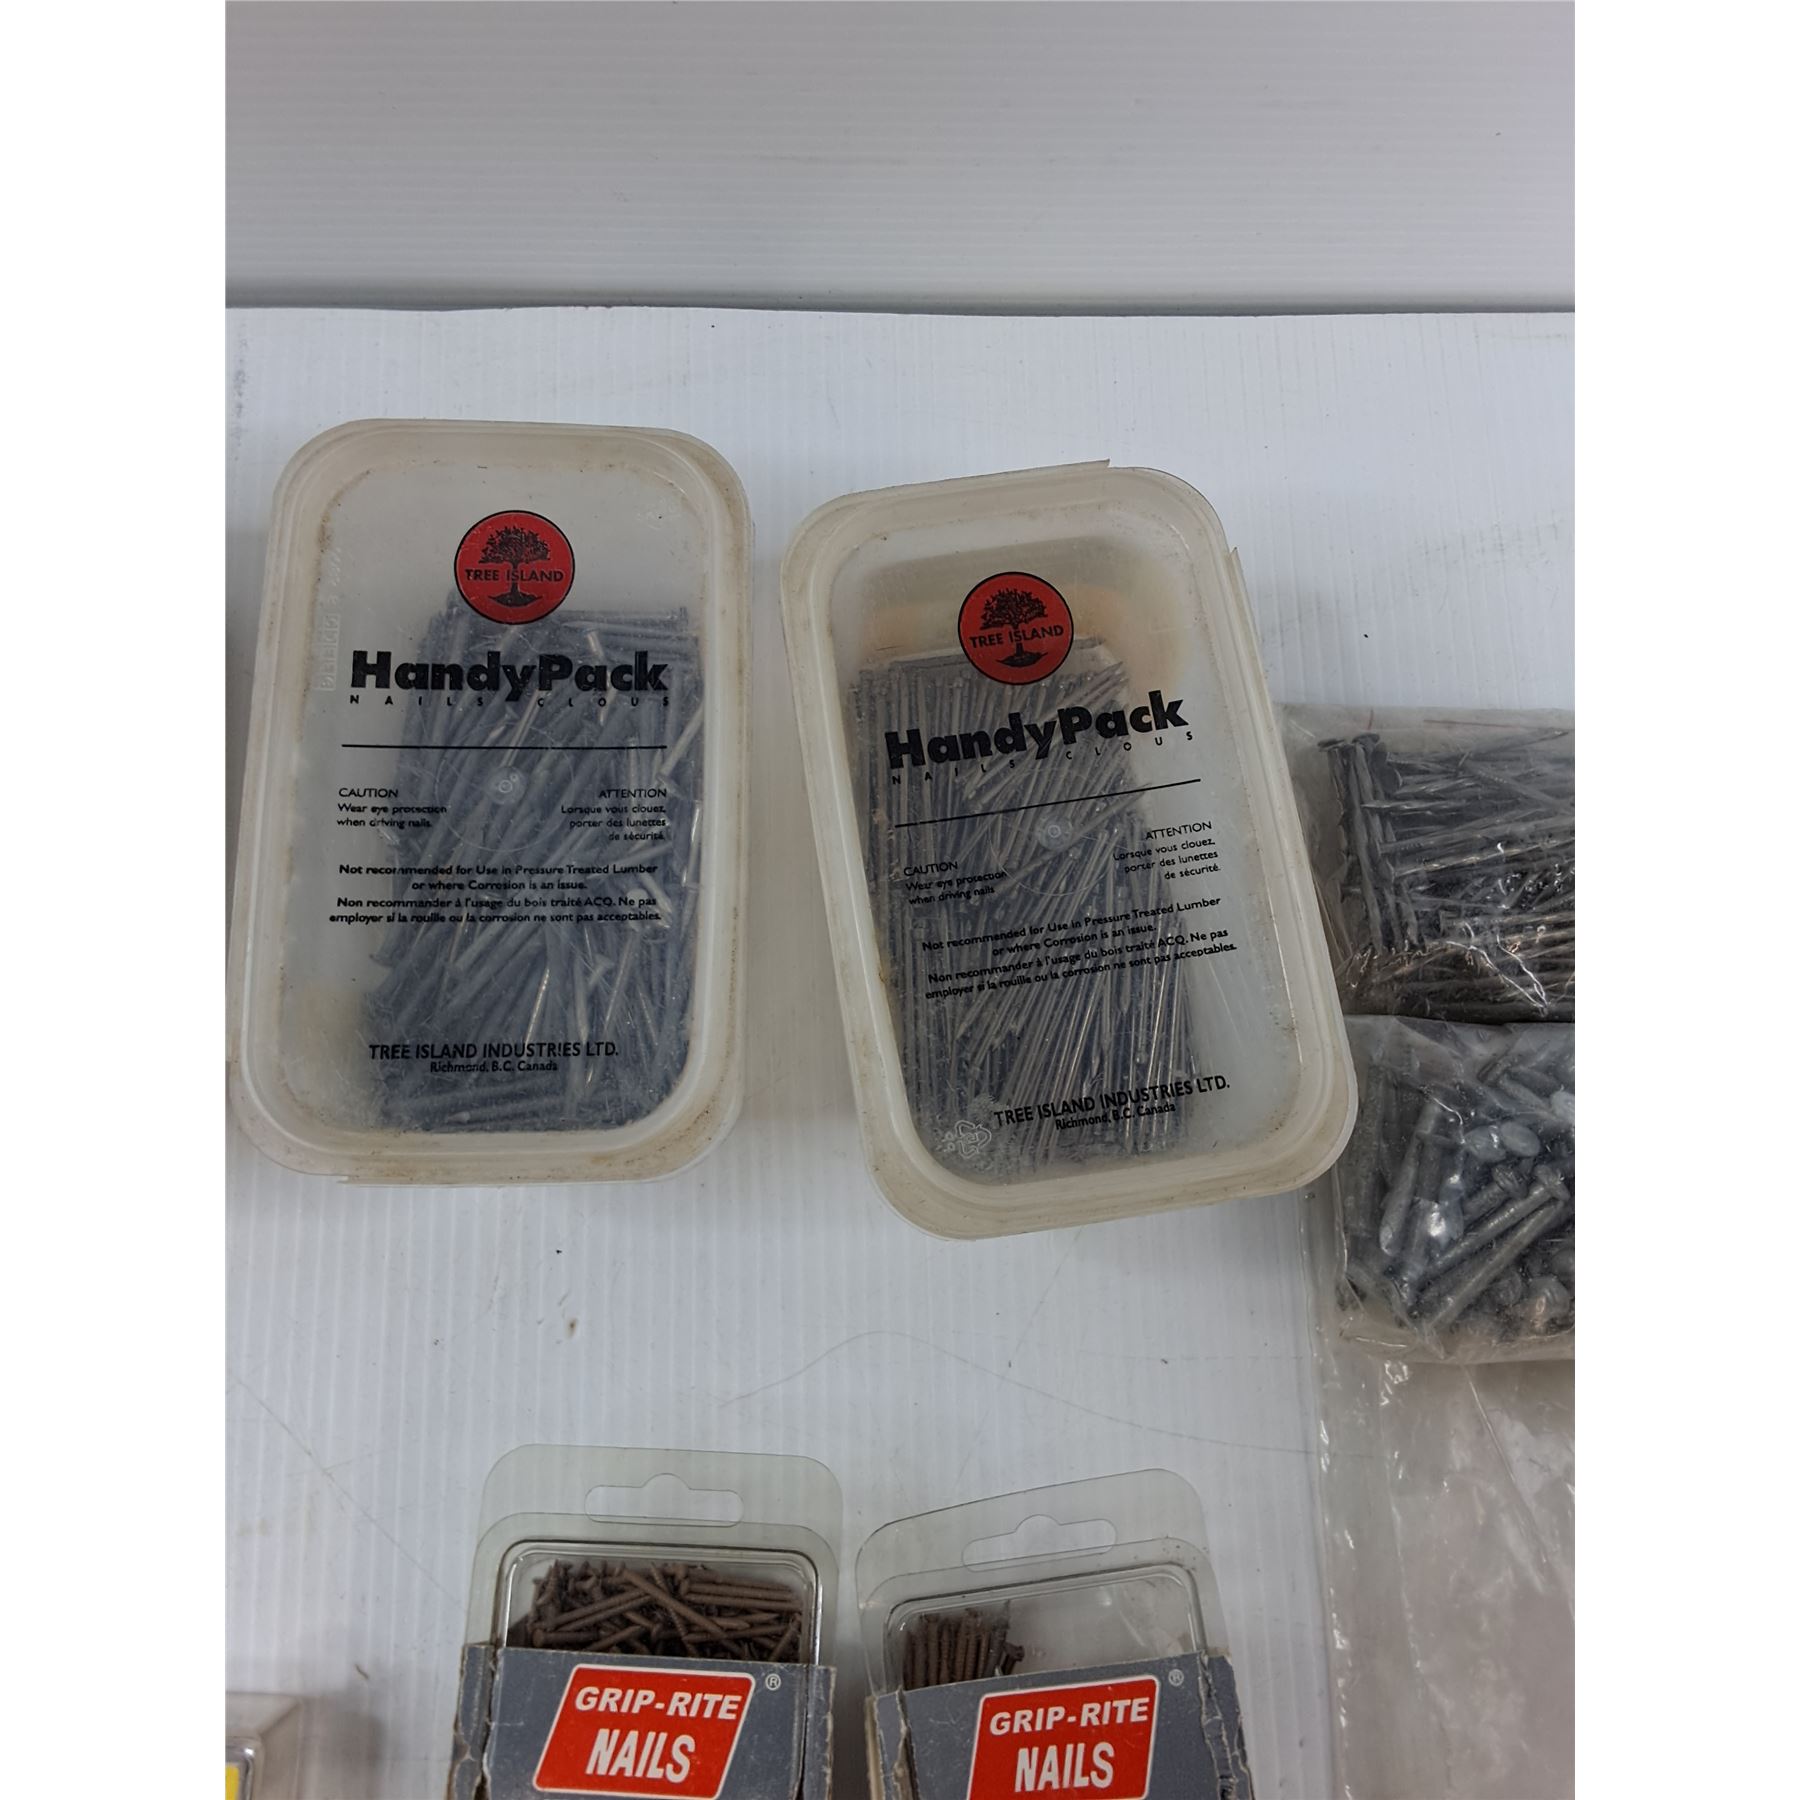 TREE ISLAND
HandyPack
NAILS CLOUS
CAUTION
Wear eye protection
when driving nails.
ATTENTION
Lorsque vous clouez,
porter des lunettes
de sécurité.
Not recommended for Use in Pressure Treated Lumber
or where Corrosion is an issue.
Non recommander à l'usage du bois traité ACQ. Ne pas
employer si la rouille ou la corrosion ne sont pas acceptables.
TREE ISLAND INDUSTRIES LTD.
Richmond, B.C. Canada
TREE ISLAND
HandyPack
NAILS CLOUS
CAUTION
Wear eye protection
when driving nails
ATTENTION
Lorsque vous clouez,
porter des lunettes
de sécurité.
Not recommended for Use in Pressure Treated Lumber
or where Corrosion is an issue.
Non recommander à l'usage du bois traité ACQ. Ne pas
employer si la rouille ou la corrosion ne sont pas acceptables.
TREE ISLAND INDUSTRIES LTD.
Richmond, B.C. Canada
GRIP-RITE ®
NAILS
GRIP-RITE ®
NAILS